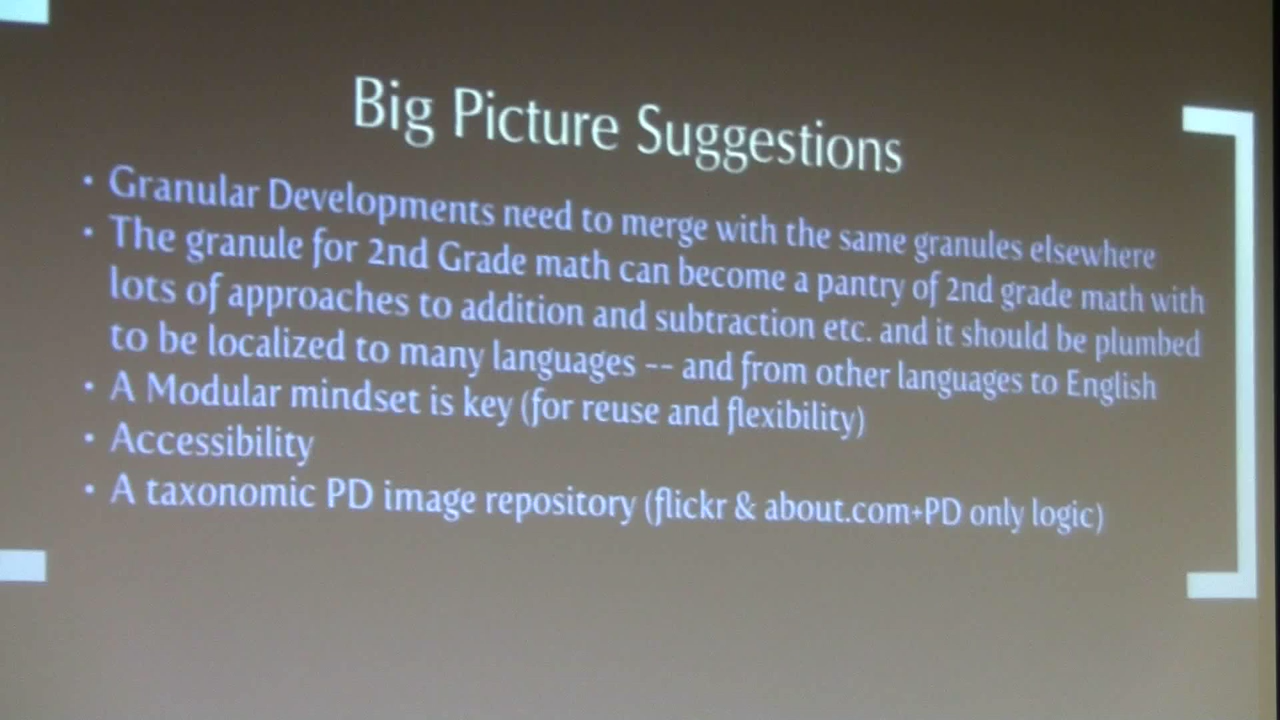 Big Picture Suggestions
• Granular Developments need to merge with the same granules elsewhere
• The granule for 2nd Grade math can become a pantry of 2nd grade math with
lots of approaches to addition and subtraction etc. and it should be plumbed
to be localized to many languages -- and from other languages to English
• A Modular mindset is key (for reuse and flexibility)
• Accessibility
• A taxonomic PD image repository (flickr & about.com+PD only logic)